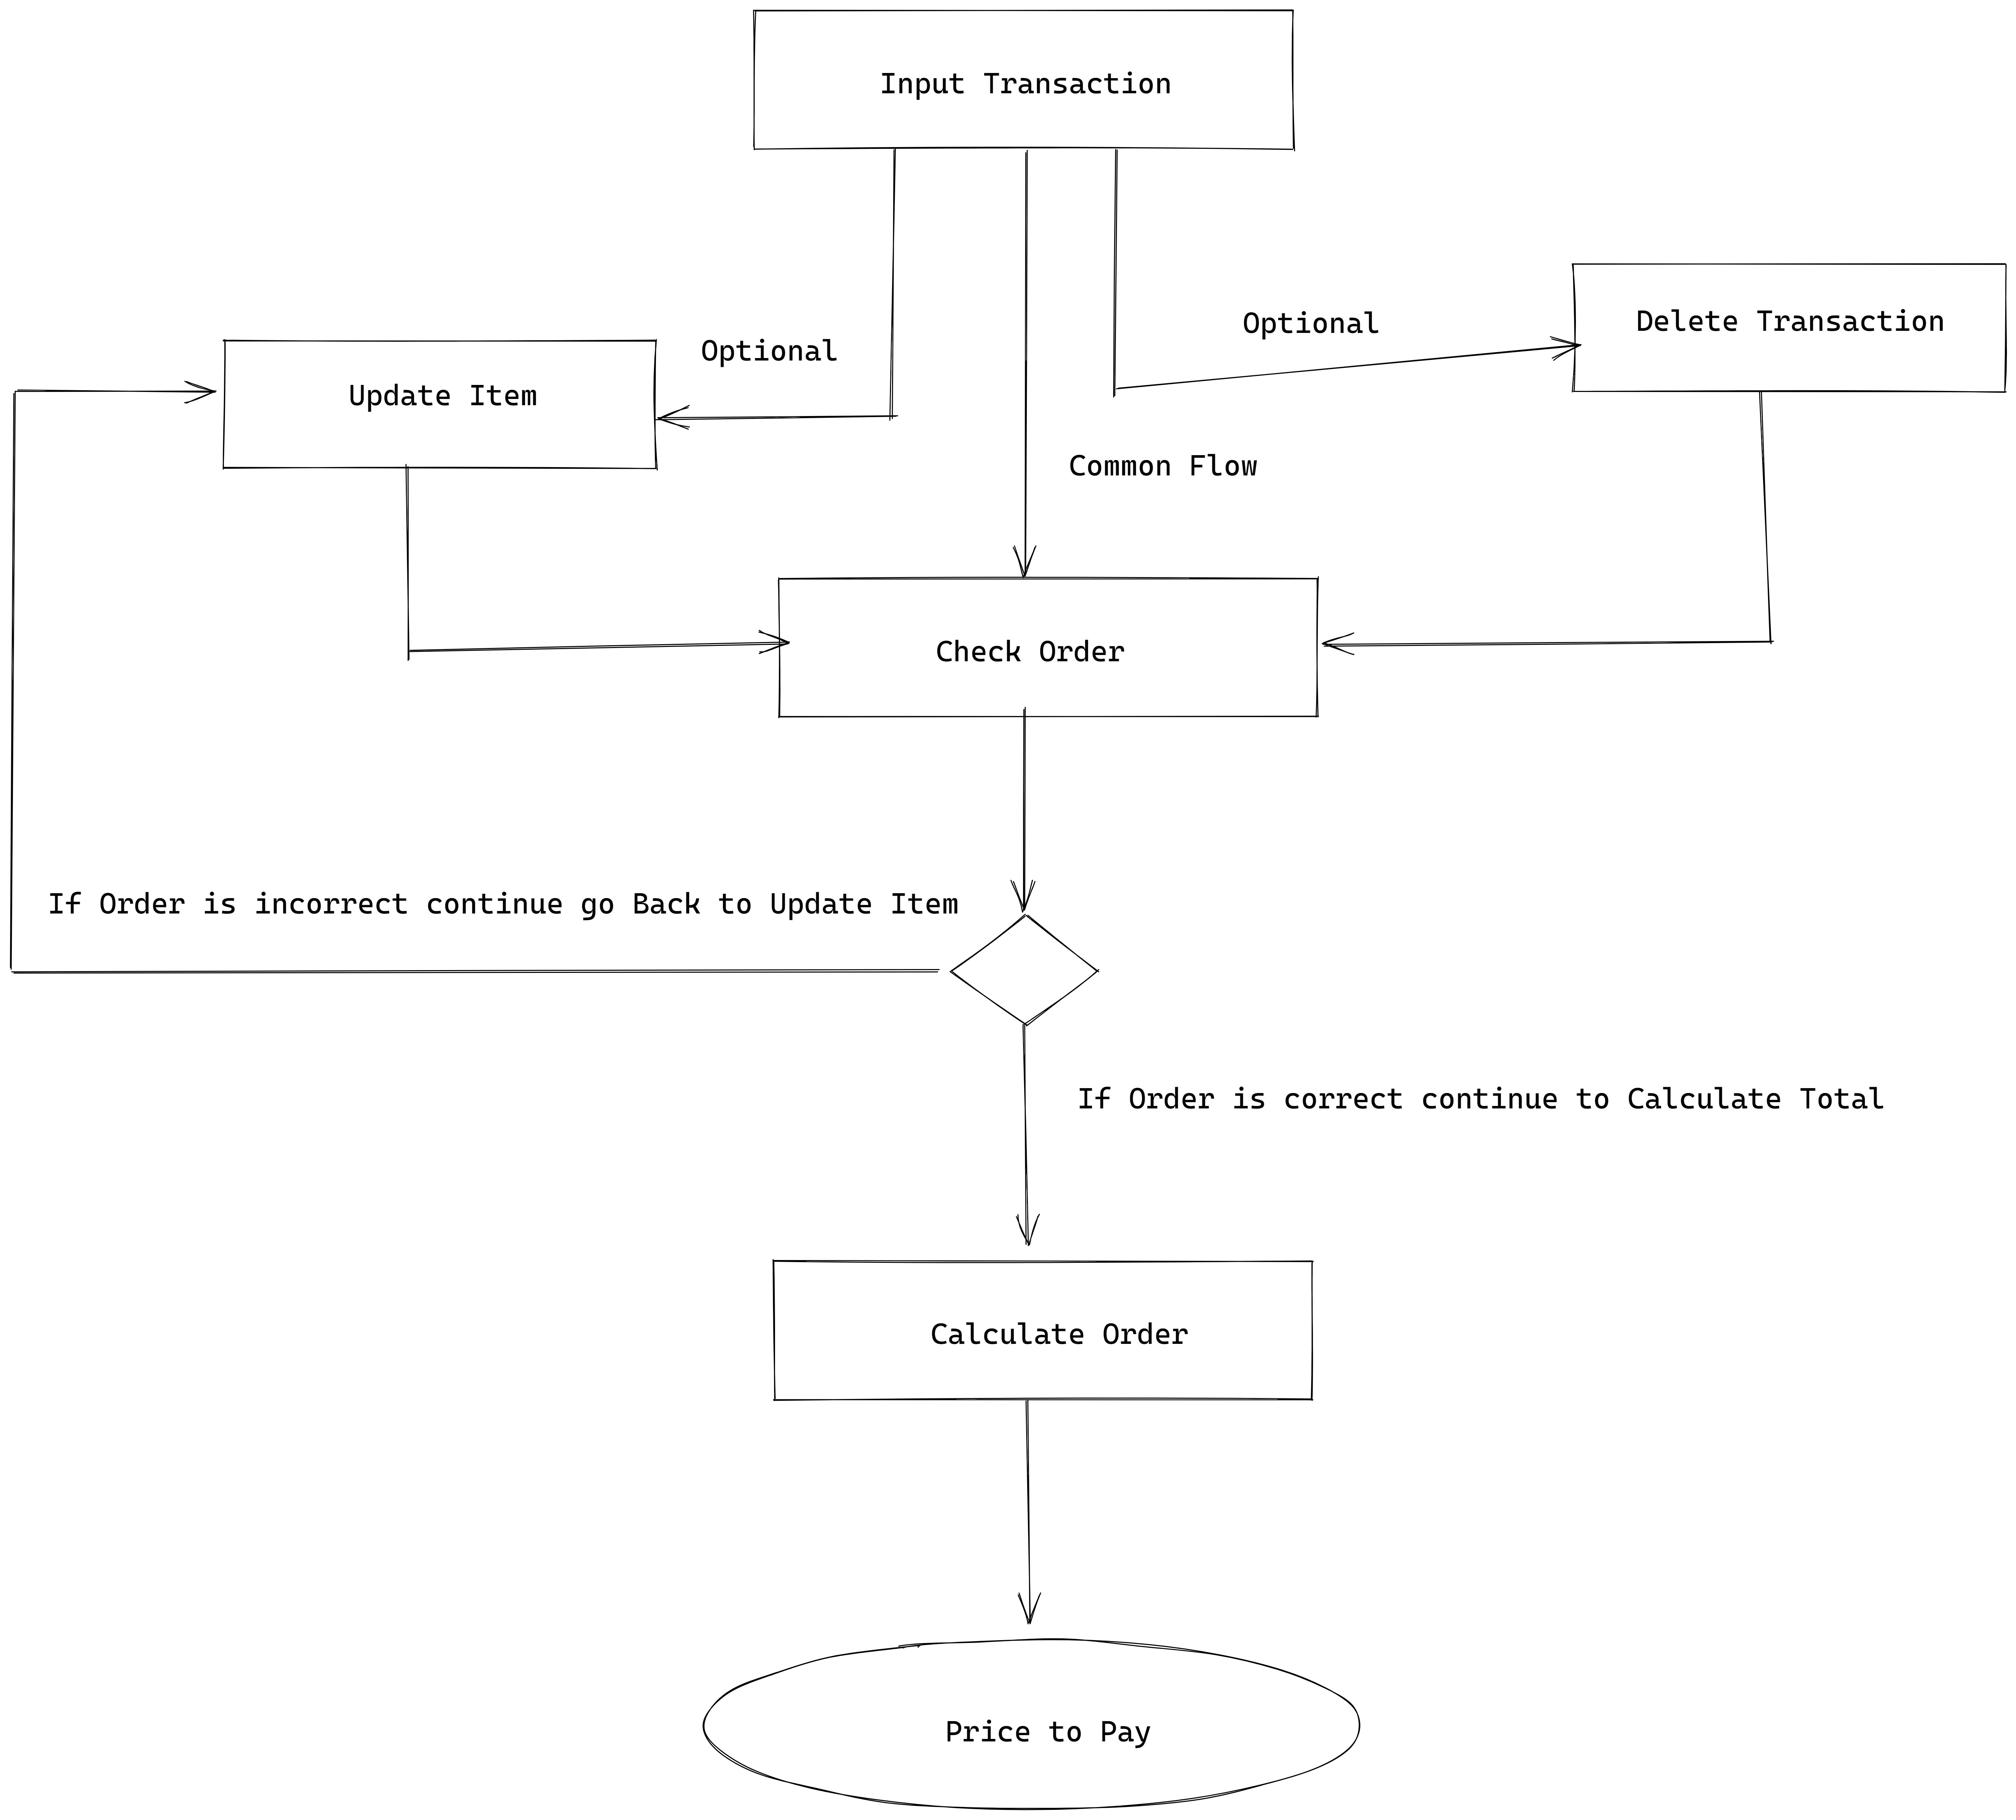 Input Transaction
Optional
Delete Transaction
Optional
Update Item
Common Flow
Check Order
If Order is incorrect continue go Back to Update Item
If Order is correct continue to Calculate Total
Calculate Order
Price to Pay